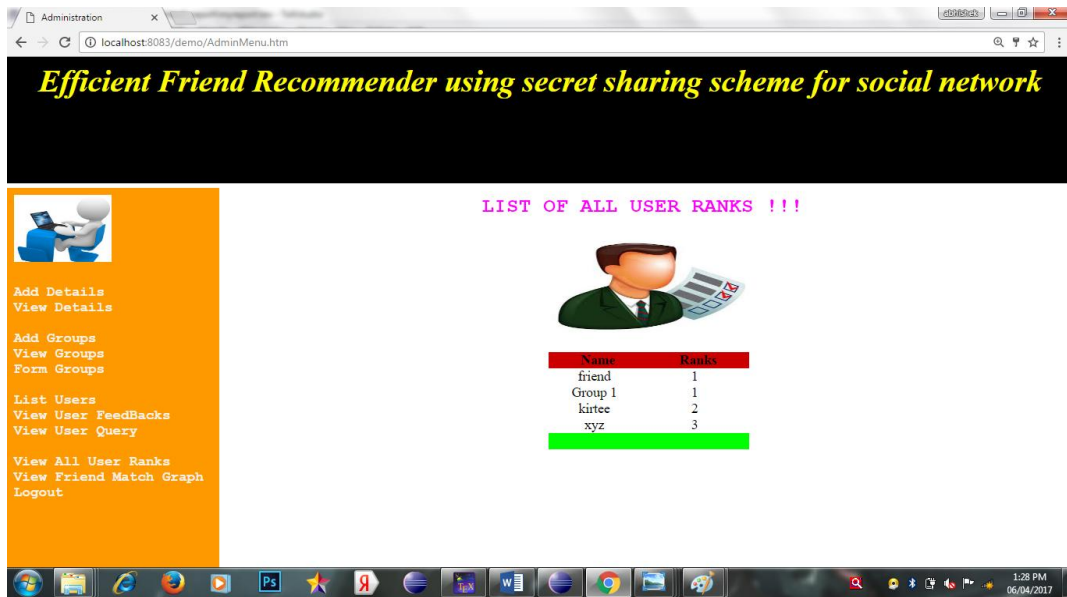 Administration
abhishek
localhost:8083/demo/AdminMenu.htm
Efficient Friend Recommender using secret sharing scheme for social network
LIST OF ALL USER RANKS !!!
Add Details
View Details
Add Groups
View Groups
Form Groups
List Users
View User FeedBacks
View User Query
View All User Ranks
View Friend Match Graph
Logout
Name Ranks
friend 1
Group 1 1
kirtee 2
xyz 3
Ps
Я
TEX
W
1:28 PM
06/04/2017